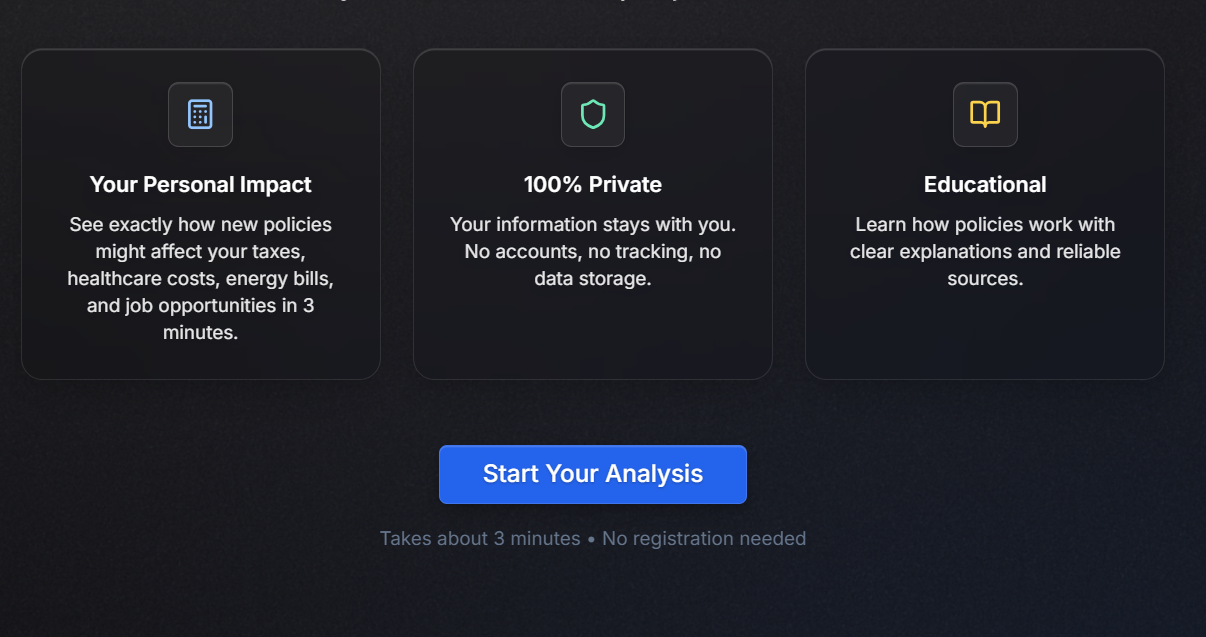 Your Personal Impact
See exactly how new policies
might affect your taxes,
healthcare costs, energy bills,
and job opportunities in 3
minutes.
100% Private
Your information stays with you.
No accounts, no tracking, no
data storage.
Educational
Learn how policies work with
clear explanations and reliable
sources.
Start Your Analysis
Takes about 3 minutes • No registration needed